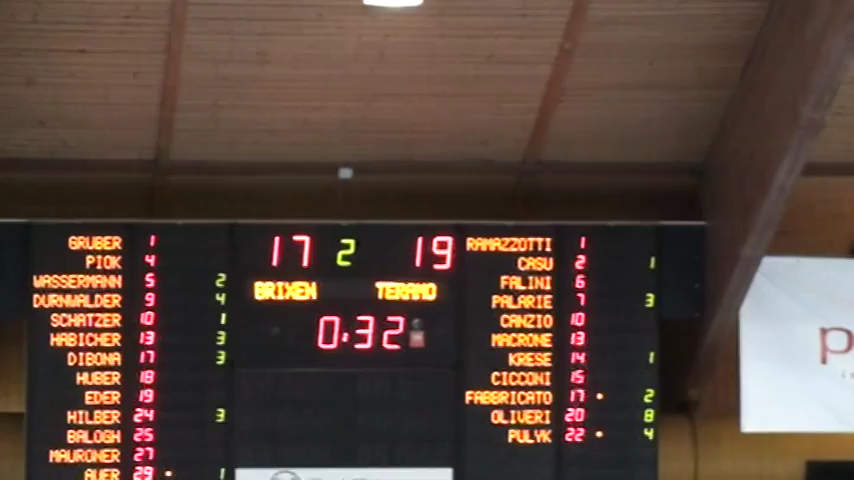 GRUBER 1
PIOK 4
WASSERMANN 5 2
DURNWALDER 9 4
SCHATZER 10 1
HABICHER 13 3
DIBONA 17 3
HUBER 18
EDER 19
HILBER 24 3
BALOGH 25
MAURONER 27
AUER 29 • 1
17 2 19
BRIXEN TERAMO
0:32
RAMAZZOTTI 1
CASU 2 1
FALINI 6
PALARIE 7 3
CANZIO 10
MACRONE 13
KRESE 14 1
CICCONI 15
FABBRICATO 17 • 2
OLIVERI 20 8
PULYK 22 • 4
p